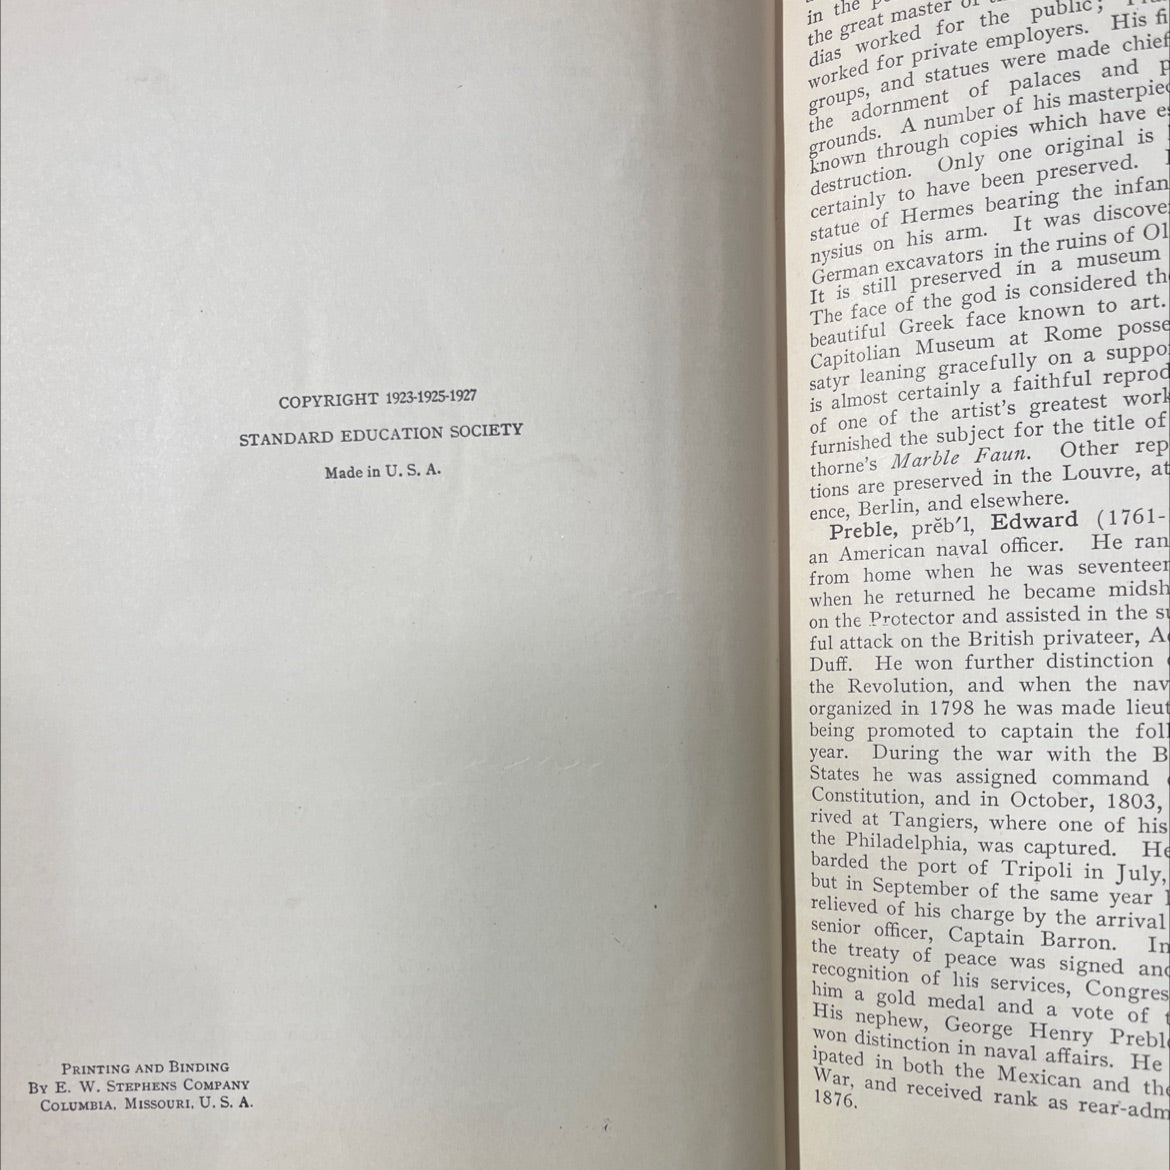 COPYRIGHT 1923-1925-1927
STANDARD EDUCATION SOCIETY
Made in U. S. A.
PRINTING AND BINDING
BY E. W. STEPHENS COMPANY
COLUMBIA, MISSOURI, U. S. A.
in the
the great master
dias worked for the public;
worked for private employers. His fi
groups, and statues were made chief
the adornment of palaces and p
grounds. A number of his masterpiec
known through copies which have es
destruction. Only one original is
certainly to have been preserved.
statue of Hermes bearing the infan
nysius on his arm. It was discove
German excavators in the ruins of Ol
It is still preserved in a museum
The face of the god is considered the
beautiful Greek face known to art.
Capitolian Museum at Rome posse
satyr leaning gracefully on a suppo
is almost certainly a faithful reprod
of one of the artist's greatest work
furnished the subject for the title of
thorne's Marble Faun. Other rep
tions are preserved in the Louvre, at
ence, Berlin, and elsewhere.
Preble, prĕb′l, Edward (1761-
an American naval officer. He ran
from home when he was seventeen
when he returned he became midsh
on the Protector and assisted in the su
ful attack on the British privateer, Ad
Duff. He won further distinction
the Revolution, and when the nav
organized in 1798 he was made lieut
being promoted to captain the foll
year. During the war with the B
States he was assigned command
Constitution, and in October, 1803,
rived at Tangiers, where one of his
the Philadelphia, was captured. He
barded the port of Tripoli in July,
but in September of the same year
relieved of his charge by the arrival
senior officer, Captain Barron. In
the treaty of peace was signed and
recognition of his services, Congres
him a gold medal and a vote of t
His nephew, George Henry Preble
won distinction in naval affairs. He
ipated in both the Mexican and the
War, and received rank as rear-adm
1876.